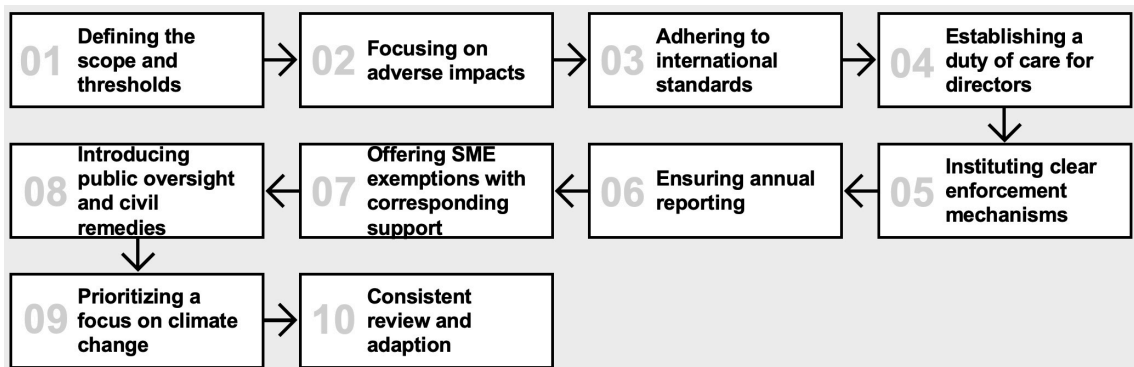 01
Defining the
scope and
thresholds
02
Focusing on
adverse impacts
03
Adhering to
international
standards
04
Establishing a
duty of care for
directors
05
Instituting clear
enforcement
mechanisms
06
Ensuring annual
reporting
07
Offering SME
exemptions with
corresponding
support
08
Introducing
public oversight
and civil
remedies
09
Prioritizing a
focus on climate
change
10
Consistent
review and
adaption